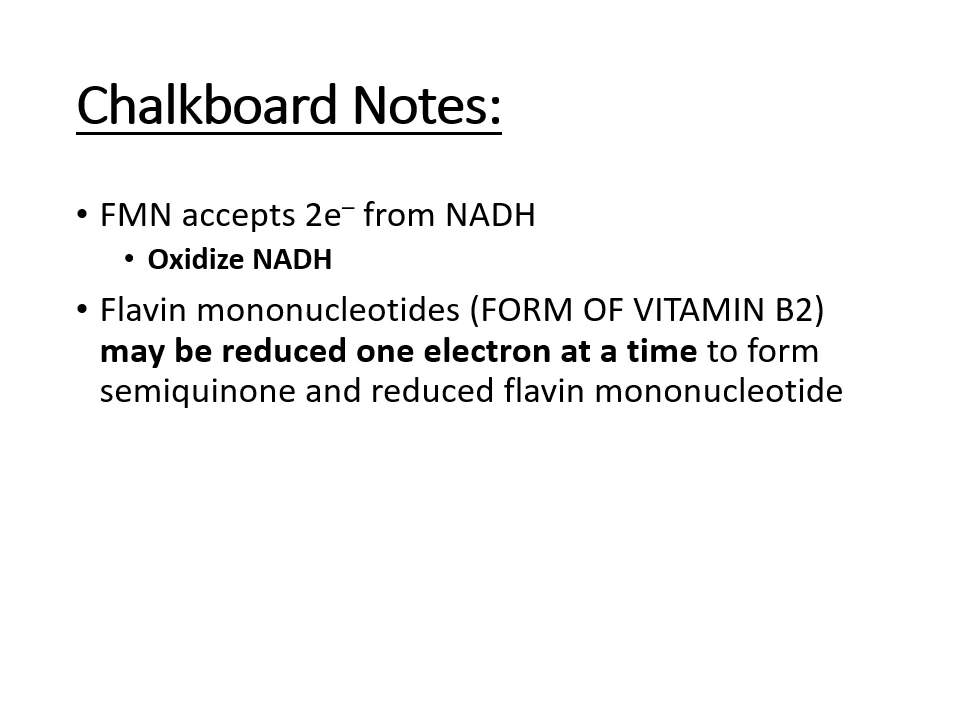 Chalkboard Notes:
• FMN accepts 2e⁻ from NADH
• Oxidize NADH
• Flavin mononucleotides (FORM OF VITAMIN B2)
may be reduced one electron at a time to form
semiquinone and reduced flavin mononucleotide